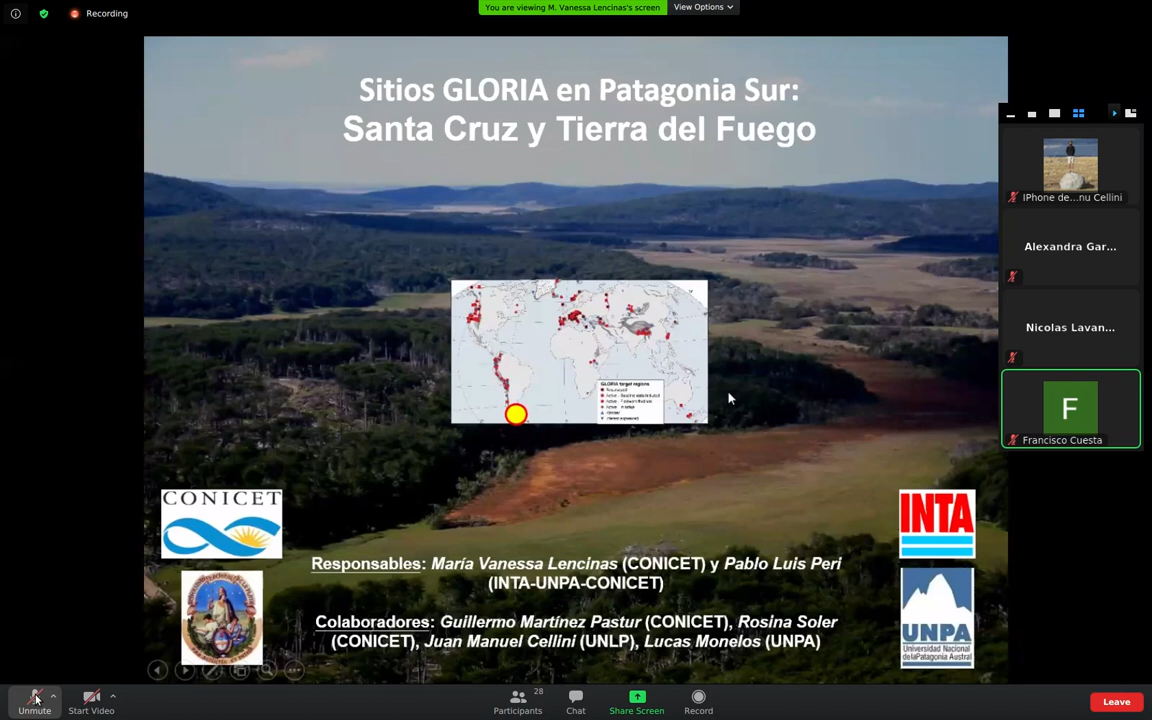 Recording
You are viewing M. Vanessa Lencinas's screen
View Options
Sitios GLORIA en Patagonia Sur:
Santa Cruz y Tierra del Fuego
IPhone de...nu Cellini
Alexandra Gar...
Nicolas Lavan...
F
Francisco Cuesta
GLORIA target regions
CONICET
INTA
UNPA
Universidad Nacional
de la Patagonia Austral
Responsables: María Vanessa Lencinas (CONICET) y Pablo Luis Peri
(INTA-UNPA-CONICET)
Colaboradores: Guillermo Martínez Pastur (CONICET), Rosina Soler
(CONICET), Juan Manuel Cellini (UNLP), Lucas Monelos (UNPA)
Unmute
Start Video
Participants
28
Chat
Share Screen
Record
Leave